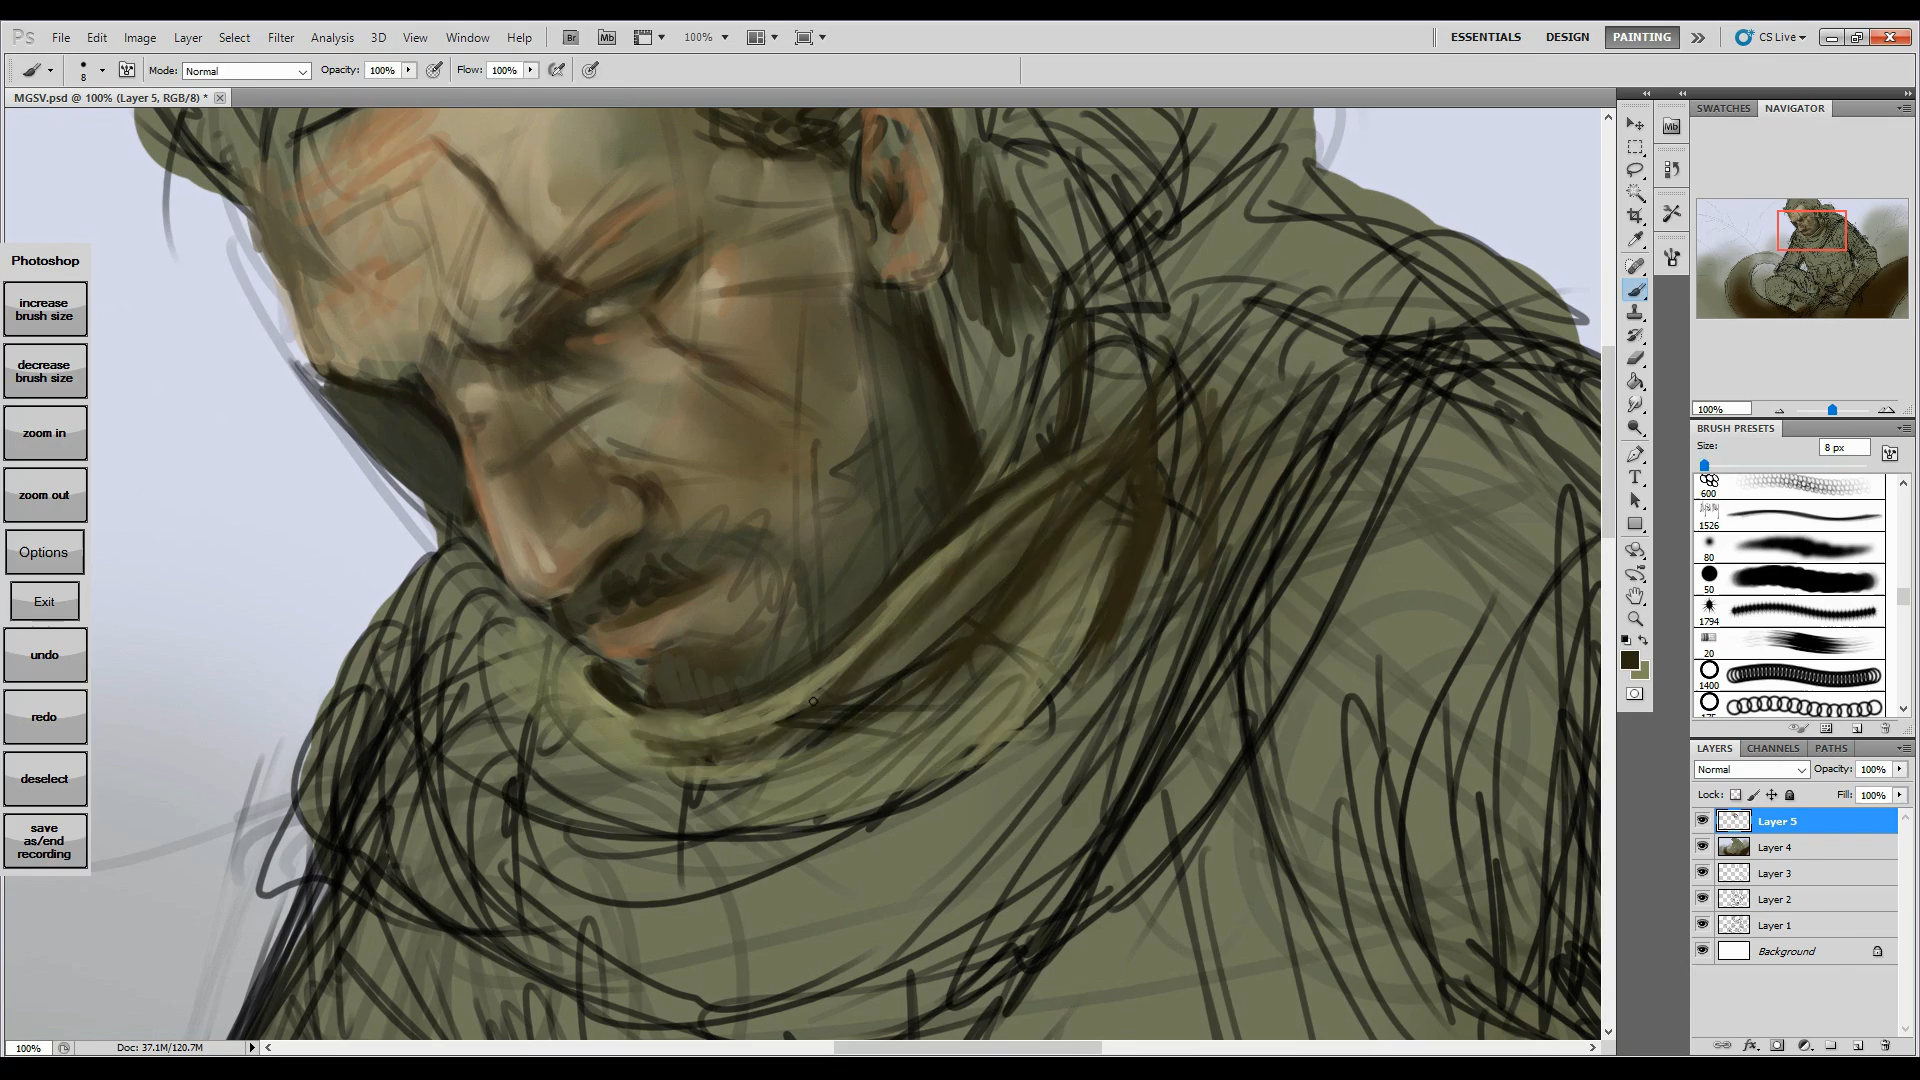 Ps File Edit Image Layer Select Filter Analysis 3D View Window Help Br Mb 100% ESSENTIALS DESIGN PAINTING CS Live
8 Mode: Normal Opacity: 100% Flow: 100%
MGSV.psd @ 100% (Layer 5, RGB/8) *
Photoshop
increase
brush size
decrease
brush size
zoom in
zoom out
Options
Exit
undo
redo
deselect
save
as/end
recording
Mb
SWATCHES NAVIGATOR
100%
BRUSH PRESETS
Size: 8 px
600
1526
80
50
1794
20
1400
LAYERS CHANNELS PATHS
Normal Opacity: 100%
Lock: Fill: 100%
Layer 5
Layer 4
Layer 3
Layer 2
Layer 1
Background
100% Doc: 37.1M/120.7M
fx